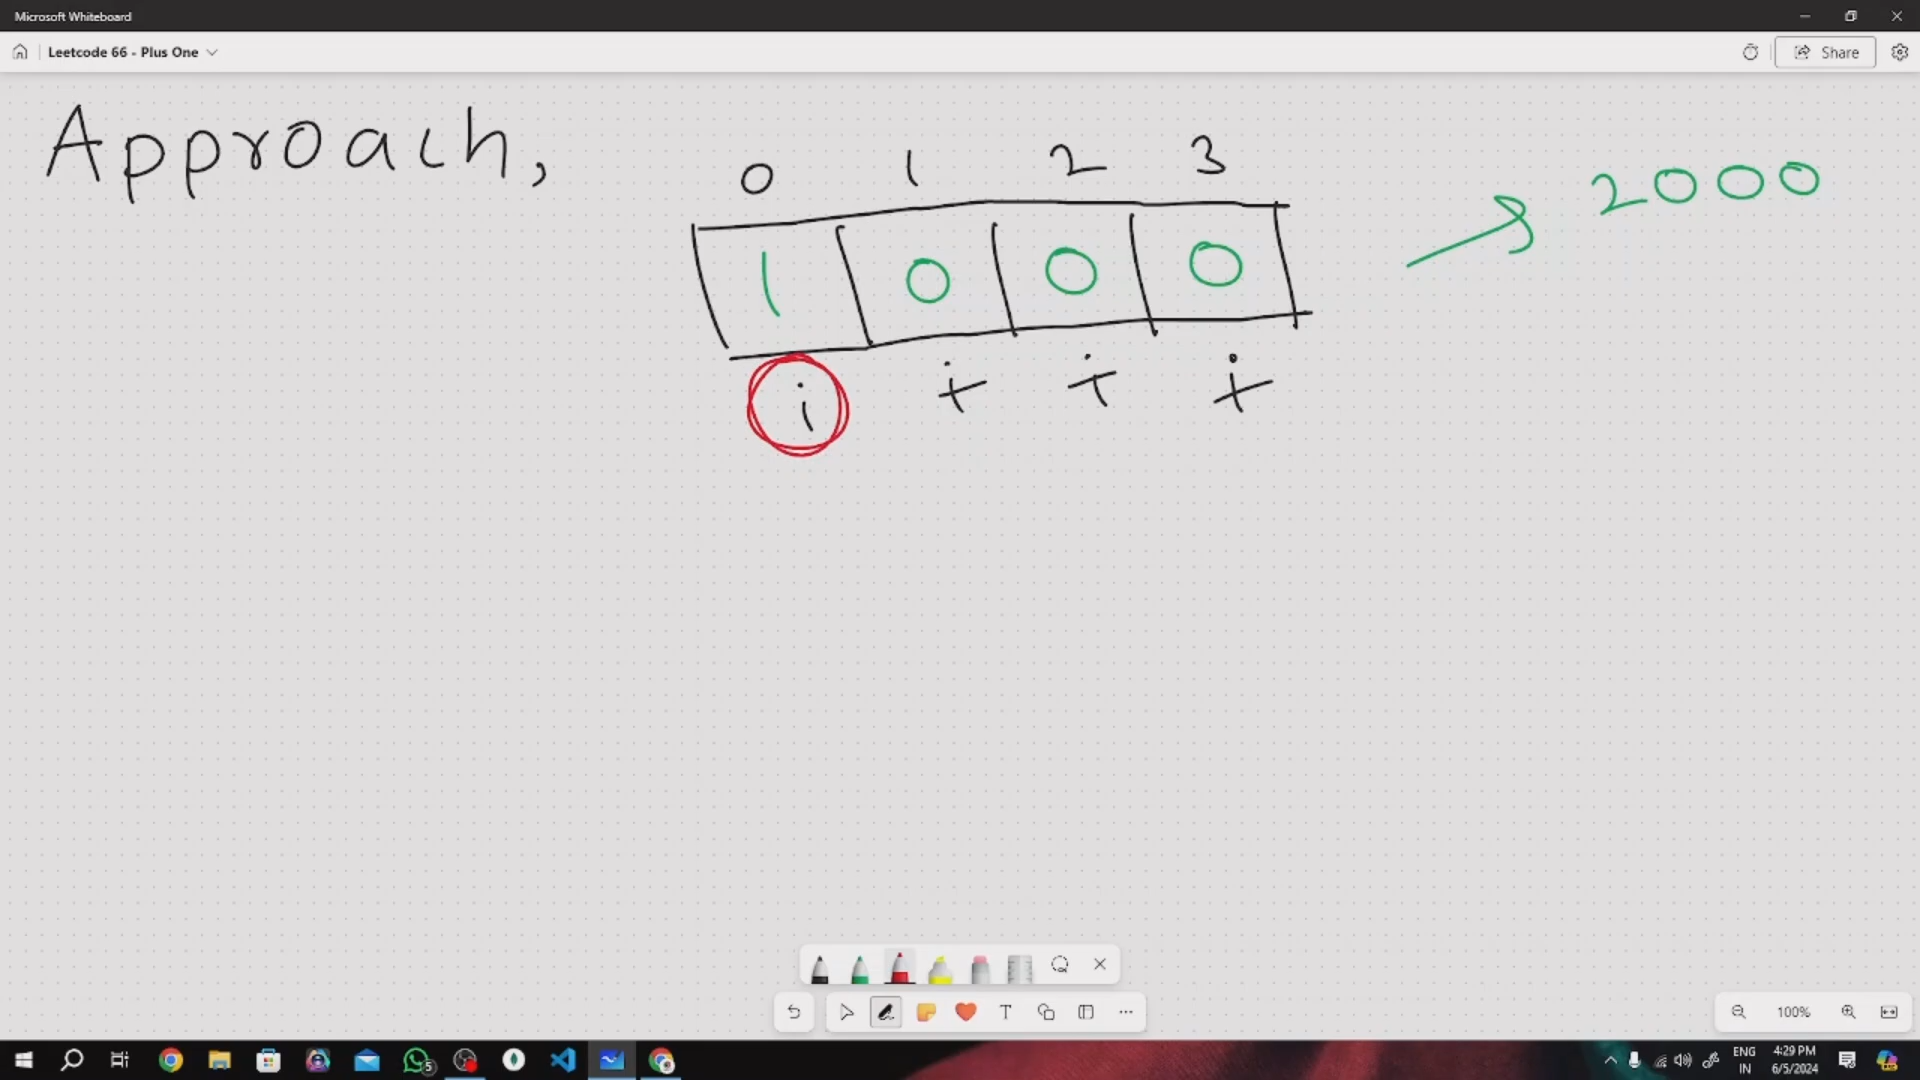 Microsoft Whiteboard
Leetcode 66 - Plus One
Share
Approach,
0 1 2 3
2000
1 0 0 0
i i i i
T
100%
5
ENG
IN
4:29 PM
6/5/2024